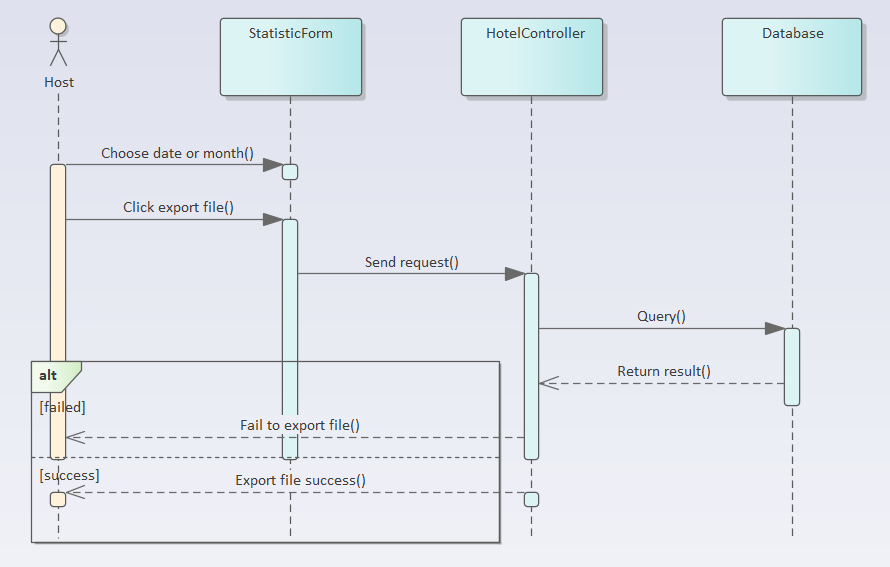 StatisticForm
HotelController
Database
Host
Choose date or month()
Click export file()
Send request()
Query()
Return result()
alt
[failed]
Fail to export file()
[success]
Export file success()